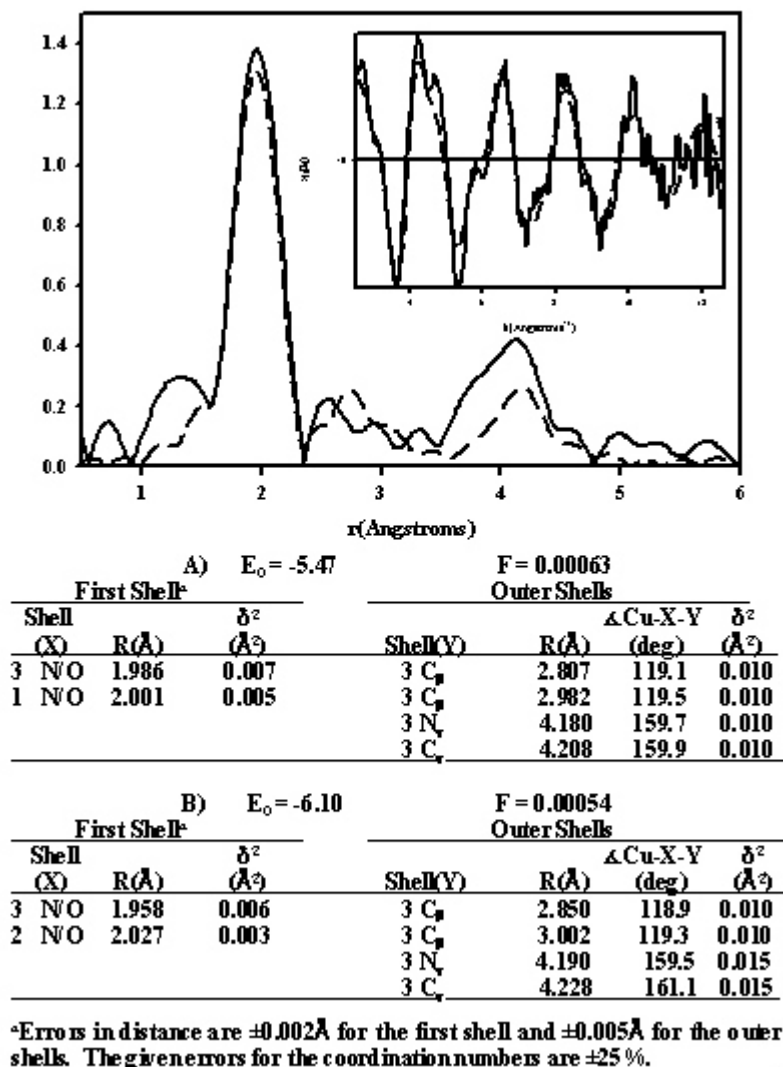 1.4
1.2
1.0
0.8
0.6
0.4
0.2
0.0
1 2 3 4 5 6
r(Angstroms)
A) E₀ = -5.47 F = 0.00063
First Shellᵃ Outer Shells
Shell δ² ∡Cu-X-Y δ²
(X) R(Å) (Å²) Shell(Y) R(Å) (deg) (Å²)
3 N/O 1.986 0.007 3 Cᵦ 2.807 119.1 0.010
1 N/O 2.001 0.005 3 Cᵦ 2.982 119.5 0.010
3 Nᵧ 4.180 159.7 0.010
3 Cᵧ 4.208 159.9 0.010
B) E₀ = -6.10 F = 0.00054
First Shellᵃ Outer Shells
Shell δ² ∡Cu-X-Y δ²
(X) R(Å) (Å²) Shell(Y) R(Å) (deg) (Å²)
3 N/O 1.958 0.006 3 Cᵦ 2.850 118.9 0.010
2 N/O 2.027 0.003 3 Cᵦ 3.002 119.3 0.010
3 Nᵧ 4.190 159.5 0.015
3 Cᵧ 4.228 161.1 0.015
ᵃErrors in distance are ±0.002Å for the first shell and ±0.005Å for the outer
shells. The given errors for the coordination numbers are ±25 %.